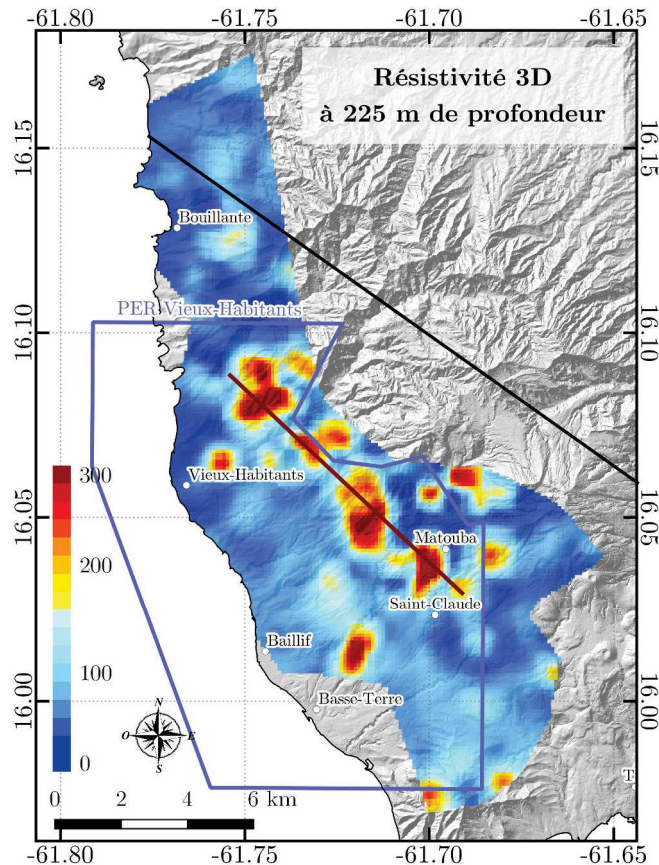 -61.80 -61.75 -61.70 -61.65
Résistivité 3D
à 225 m de profondeur
16.15 16.15
Bouillante
PER Vieux-Habitants
16.10 16.10
300
Vieux-Habitants
16.05 16.05
Matouba
200
Saint-Claude
100
Baillif
16.00 16.00
Basse-Terre
N
O E
S
0
T
0 2 4 6 km
-61.80 -61.75 -61.70 -61.65